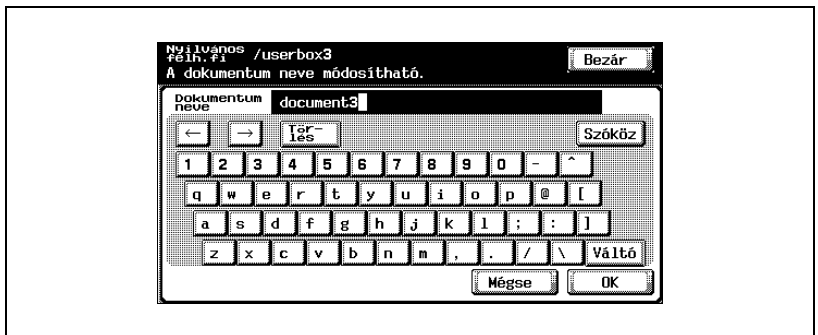 Nyilvános félh.fi /userbox3
Bezár
A dokumentum neve módosítható.
Dokumentum neve document3
← → Tör-lés Szóköz
1 2 3 4 5 6 7 8 9 0 - ^
q w e r t y u i o p @ [
a s d f g h j k l ; : ]
z x c v b n m , . / \ Váltó
Mégse OK